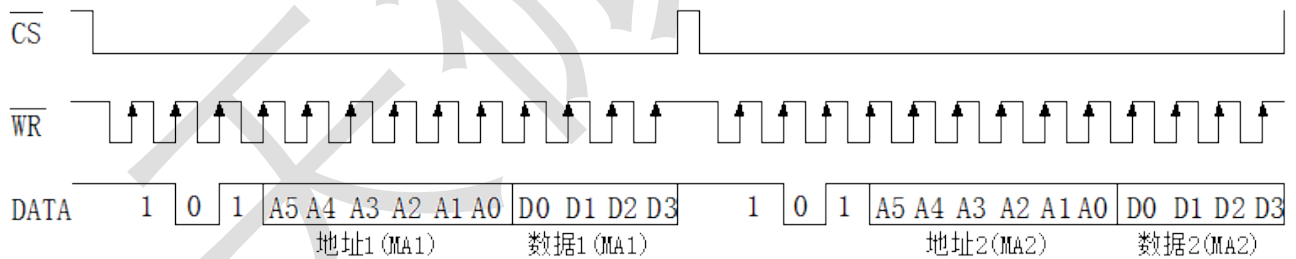 CS
WR
DATA 1 0 1 A5 A4 A3 A2 A1 A0 D0 D1 D2 D3 1 0 1 A5 A4 A3 A2 A1 A0 D0 D1 D2 D3
地址1(MA1) 数据1(MA1) 地址2(MA2) 数据2(MA2)